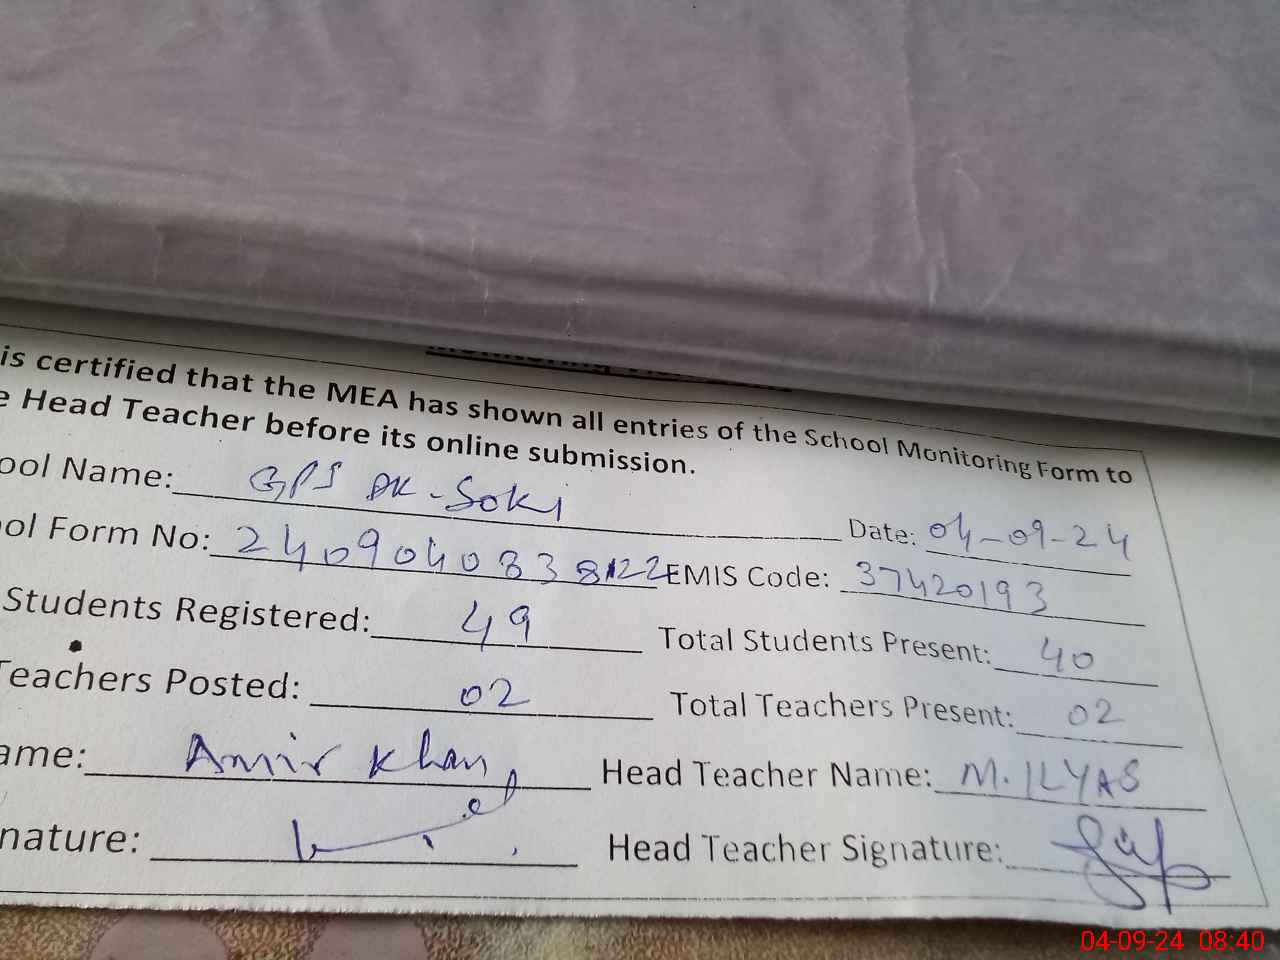 is certified that the MEA has shown all entries of the School Monitoring Form to
e Head Teacher before its online submission.
ool Name: GPS DK-Soki Date: 04-09-24
ol Form No: 240904083 8122 EMIS Code: 37420193
Students Registered: 49 Total Students Present: 40
Teachers Posted: 02 Total Teachers Present: 02
ame: Amir Khan Head Teacher Name: M. ILYAS
nature: Head Teacher Signature:
04-09-24 08:40